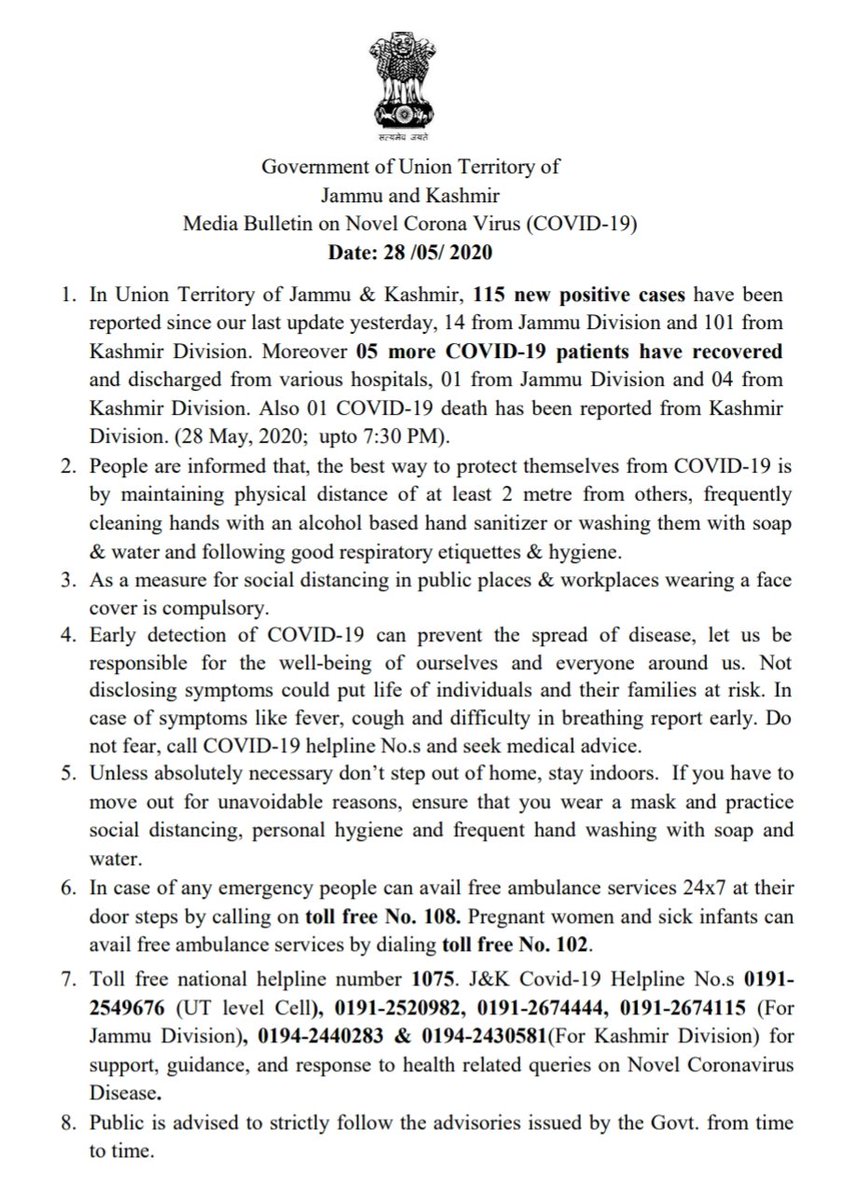 सत्यमेव जयते
Government of Union Territory of
Jammu and Kashmir
Media Bulletin on Novel Corona Virus (COVID-19)
Date: 28 /05/ 2020
1. In Union Territory of Jammu & Kashmir, 115 new positive cases have been
reported since our last update yesterday, 14 from Jammu Division and 101 from
Kashmir Division. Moreover 05 more COVID-19 patients have recovered
and discharged from various hospitals, 01 from Jammu Division and 04 from
Kashmir Division. Also 01 COVID-19 death has been reported from Kashmir
Division. (28 May, 2020; upto 7:30 PM).
2. People are informed that, the best way to protect themselves from COVID-19 is
by maintaining physical distance of at least 2 metre from others, frequently
cleaning hands with an alcohol based hand sanitizer or washing them with soap
& water and following good respiratory etiquettes & hygiene.
3. As a measure for social distancing in public places & workplaces wearing a face
cover is compulsory.
4. Early detection of COVID-19 can prevent the spread of disease, let us be
responsible for the well-being of ourselves and everyone around us. Not
disclosing symptoms could put life of individuals and their families at risk. In
case of symptoms like fever, cough and difficulty in breathing report early. Do
not fear, call COVID-19 helpline No.s and seek medical advice.
5. Unless absolutely necessary don’t step out of home, stay indoors. If you have to
move out for unavoidable reasons, ensure that you wear a mask and practice
social distancing, personal hygiene and frequent hand washing with soap and
water.
6. In case of any emergency people can avail free ambulance services 24x7 at their
door steps by calling on toll free No. 108. Pregnant women and sick infants can
avail free ambulance services by dialing toll free No. 102.
7. Toll free national helpline number 1075. J&K Covid-19 Helpline No.s 0191-
2549676 (UT level Cell), 0191-2520982, 0191-2674444, 0191-2674115 (For
Jammu Division), 0194-2440283 & 0194-2430581(For Kashmir Division) for
support, guidance, and response to health related queries on Novel Coronavirus
Disease.
8. Public is advised to strictly follow the advisories issued by the Govt. from time
to time.